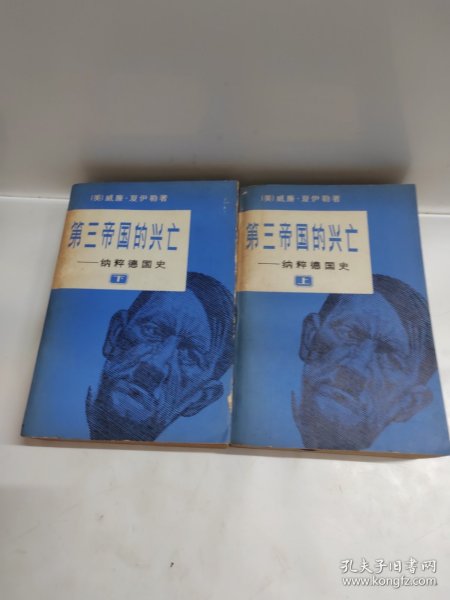 (英)威廉·夏伊勒著
第三帝国的兴亡
——纳粹德国史
下
(美)威廉·夏伊勒著
第三帝国的兴亡
——纳粹德国史
上
孔夫子旧书网
www.kongfz.com